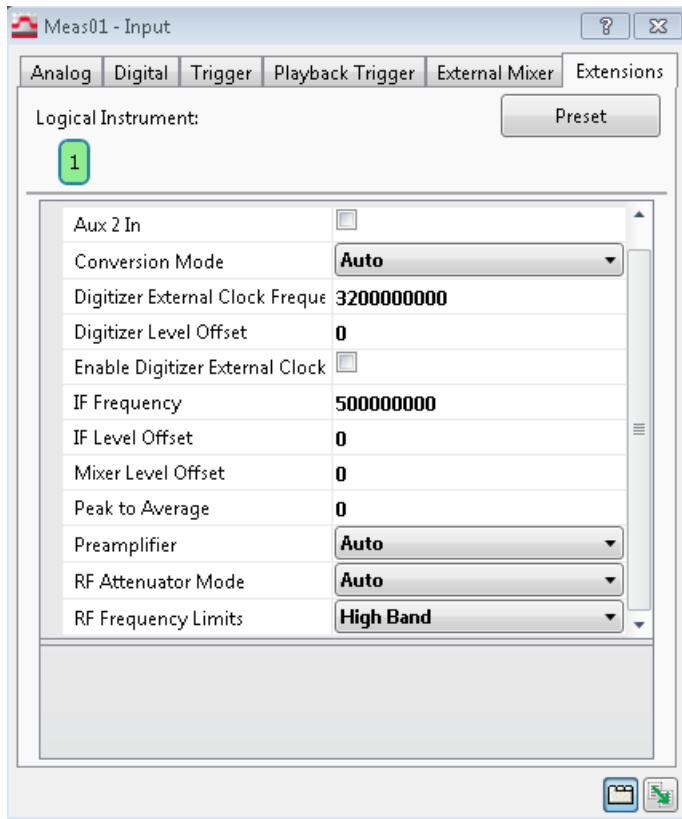 Meas01 - Input
Analog Digital Trigger Playback Trigger External Mixer Extensions
Logical Instrument: Preset
1
Aux 2 In
Conversion Mode Auto
Digitizer External Clock Freque 3200000000
Digitizer Level Offset 0
Enable Digitizer External Clock
IF Frequency 500000000
IF Level Offset 0
Mixer Level Offset 0
Peak to Average 0
Preamplifier Auto
RF Attenuator Mode Auto
RF Frequency Limits High Band